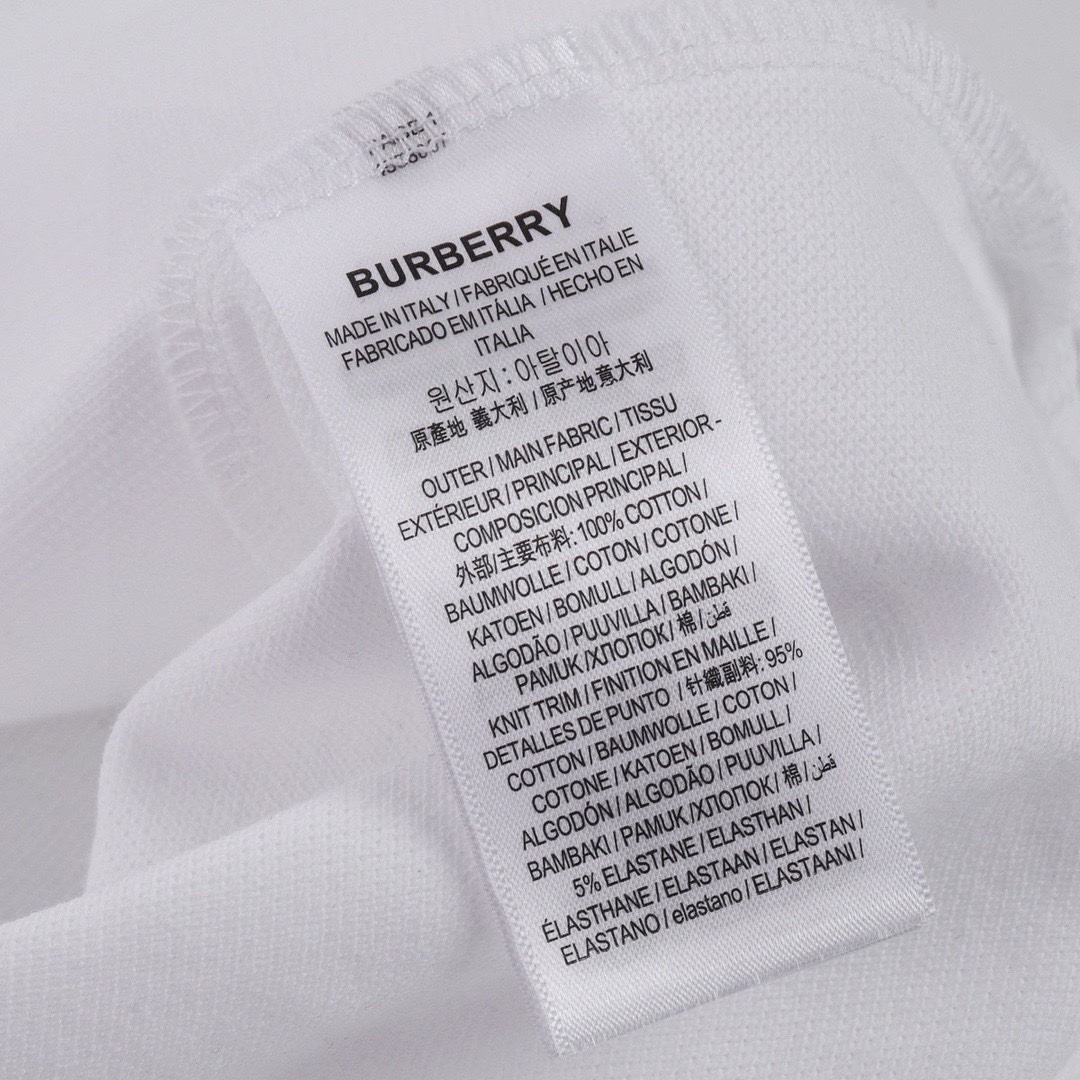 BURBERRY
MADE IN ITALY / FABRIQUÉ EN ITALIE
FABRICADO EM ITÁLIA / HECHO EN
ITALIA
원산지 : 이탈이아
原產地 義大利 / 原产地 意大利
OUTER / MAIN FABRIC / TISSU
EXTÉRIEUR / PRINCIPAL / EXTERIOR -
COMPOSICION PRINCIPAL /
外部/主要布料: 100% COTTON /
BAUMWOLLE / COTON / COTONE /
KATOEN / BOMULL / ALGODÓN /
ALGODÃO / PUUVILLA / BAMBAKI /
PAMUK /ХЛОПОК / 棉 / قطن
KNIT TRIM / FINITION EN MAILLE /
DETALLES DE PUNTO / 针織副料: 95%
COTTON / BAUMWOLLE / COTON /
COTONE / KATOEN / BOMULL /
ALGODÓN / ALGODÃO / PUUVILLA /
BAMBAKI / PAMUK / ХЛОПОК / 棉 / قطن
5% ELASTANE / ELASTHAN /
ÉLASTHANE / ELASTAAN / ELASTAN /
ELASTANO / elastano / ELASTAANI /